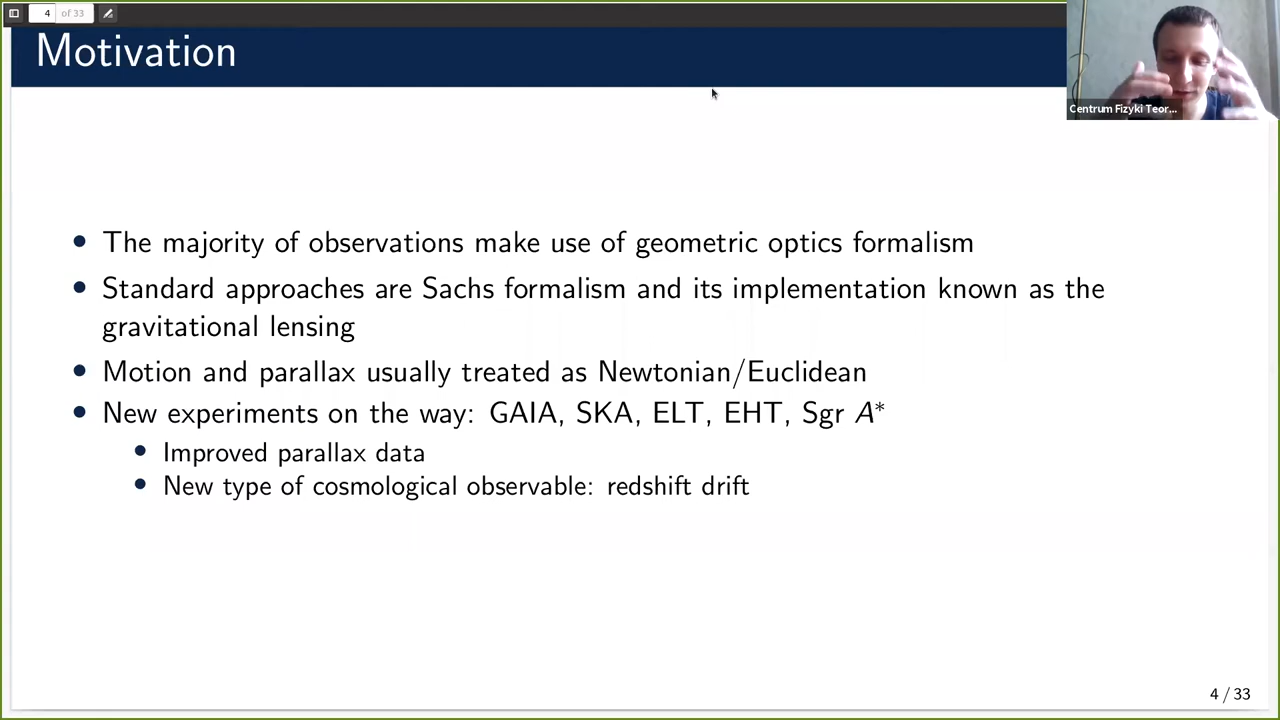 4 of 33
Motivation
Centrum Fizyki Teor...
• The majority of observations make use of geometric optics formalism
• Standard approaches are Sachs formalism and its implementation known as the
gravitational lensing
• Motion and parallax usually treated as Newtonian/Euclidean
• New experiments on the way: GAIA, SKA, ELT, EHT, Sgr A*
• Improved parallax data
• New type of cosmological observable: redshift drift
4 / 33